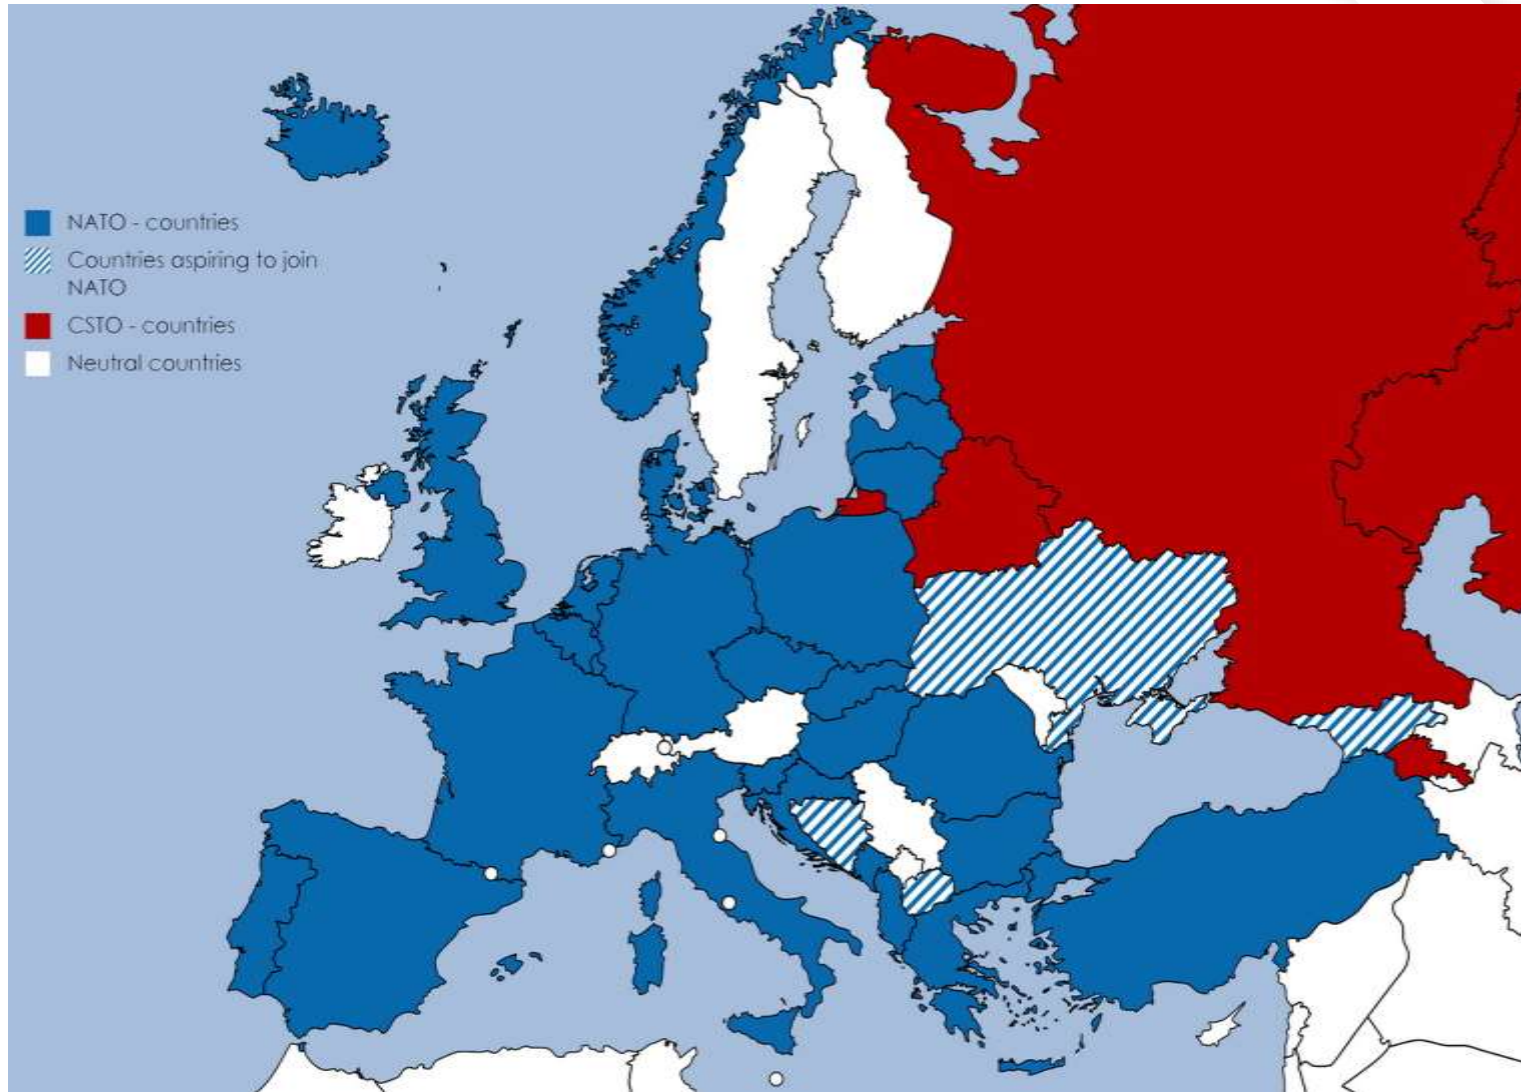 NATO - countries
Countries aspiring to join
NATO
CSTO - countries
Neutral countries